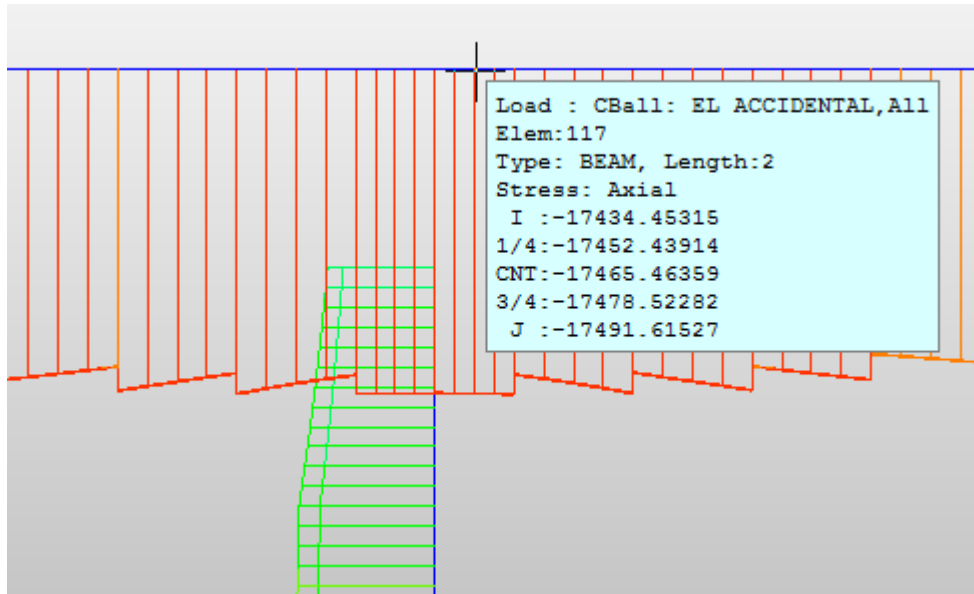 Load : CBall: EL ACCIDENTAL,All
Elem:117
Type: BEAM, Length:2
Stress: Axial
I :-17434.45315
1/4:-17452.43914
CNT:-17465.46359
3/4:-17478.52282
J :-17491.61527